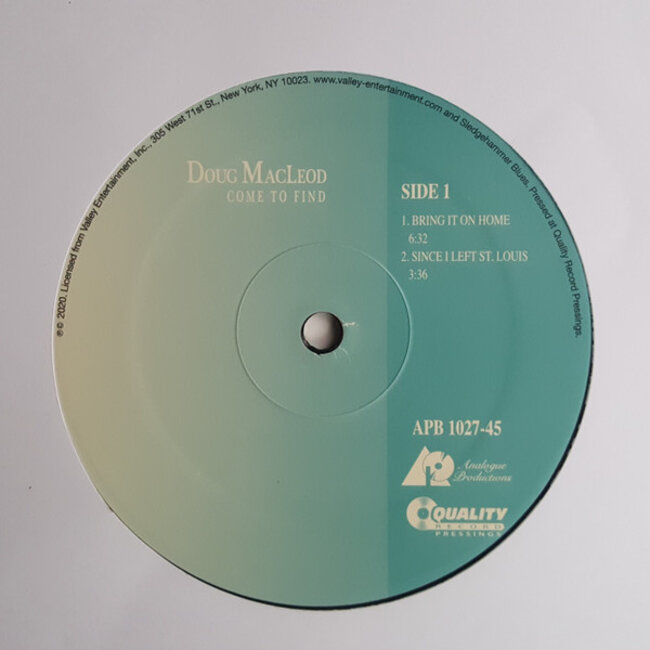 ℗© 2020. Licensed from Valley Entertainment, Inc., 305 West 71st St., New York, NY 10023. www.valley-entertainment.com and Sledgehammer Blues. Pressed at Quality Record Pressings.
DOUG MACLEOD
COME TO FIND
SIDE 1
1. BRING IT ON HOME
6:32
2. SINCE I LEFT ST. LOUIS
3:36
APB 1027-45
Analogue
Productions
QUALITY
RECORD
PRESSINGS